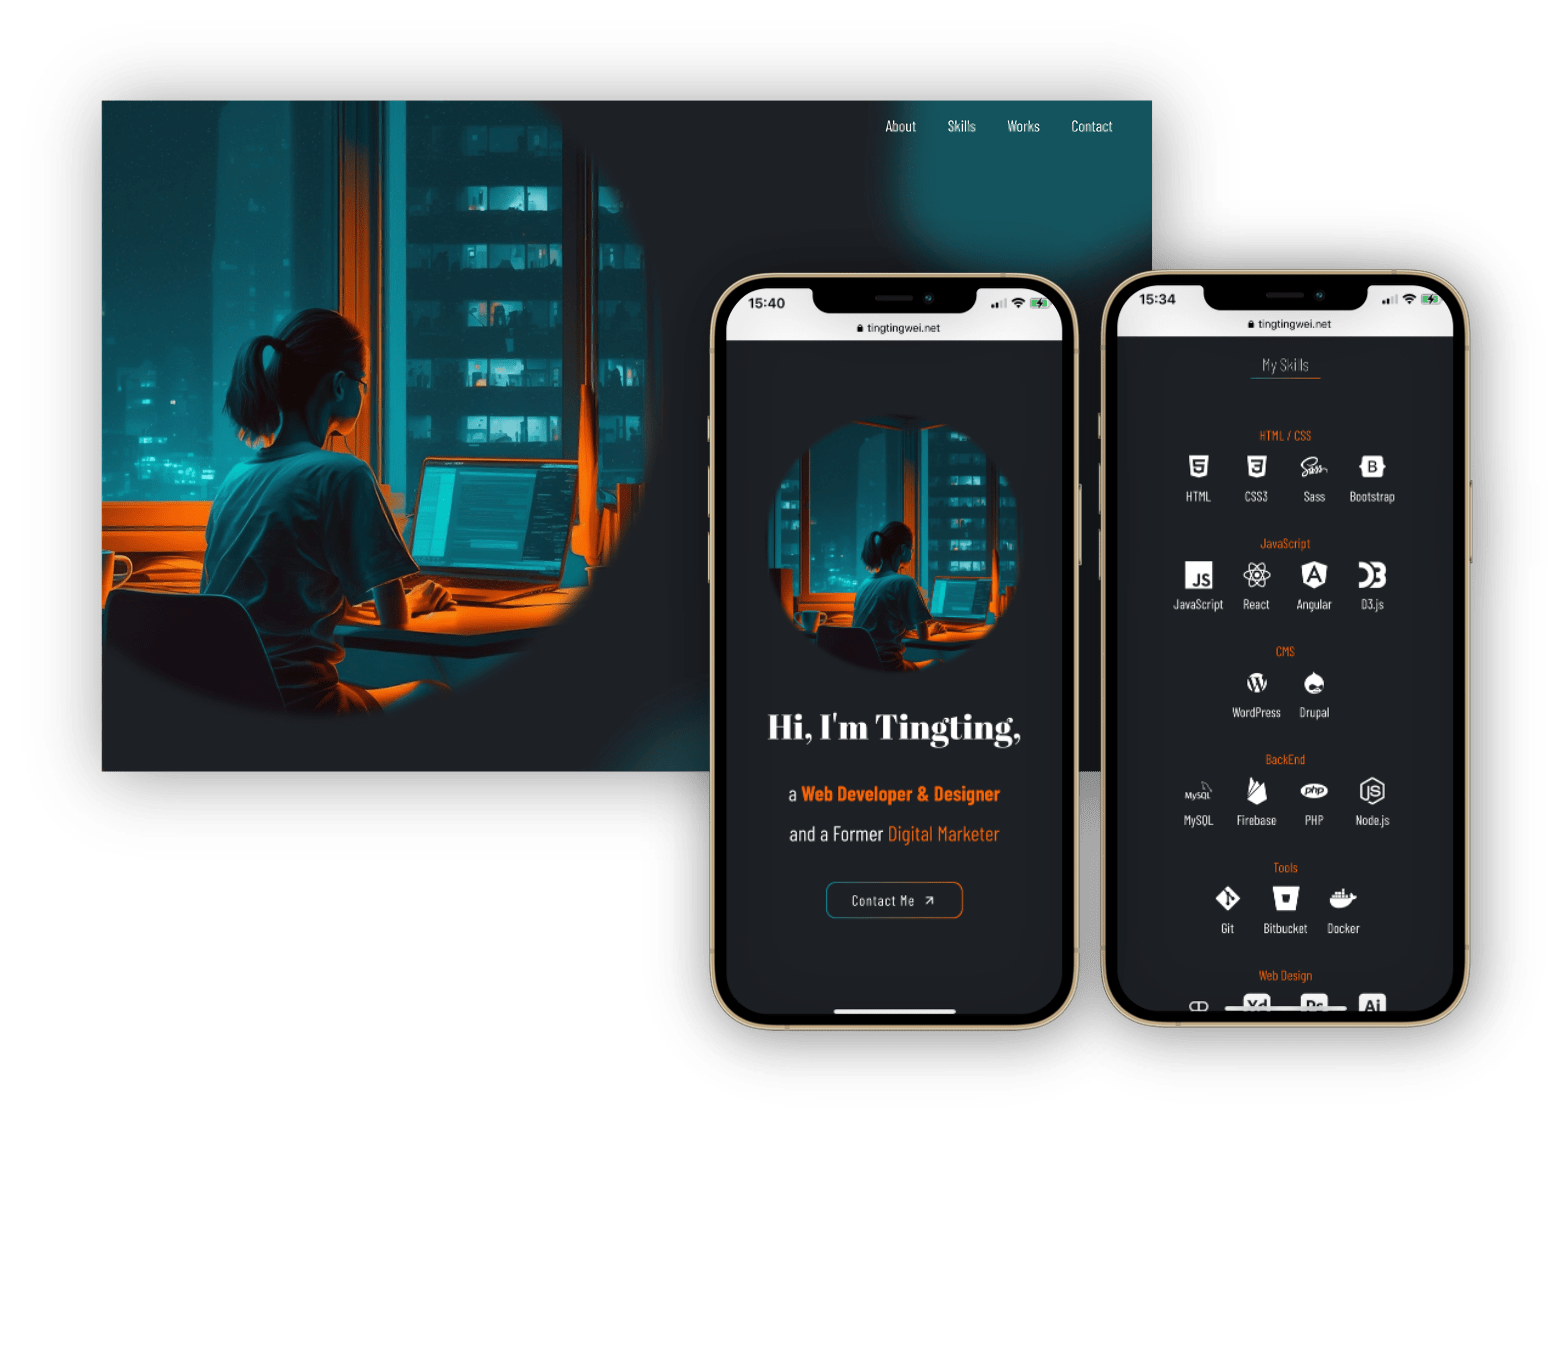 About Skills Works Contact
15:40
tingtingwei.net
Hi, I'm Tingting,
a Web Developer & Designer
and a Former Digital Marketer
Contact Me
15:34
tingtingwei.net
My Skills
HTML / CSS
HTML CSS3 Sass Bootstrap
JavaScript
JS
JavaScript React Angular D3.js
CMS
WordPress Drupal
BackEnd
MySQL php
MySQL Firebase PHP Node.js
Tools
Git Bitbucket Docker
Web Design
Xd Ps Ai